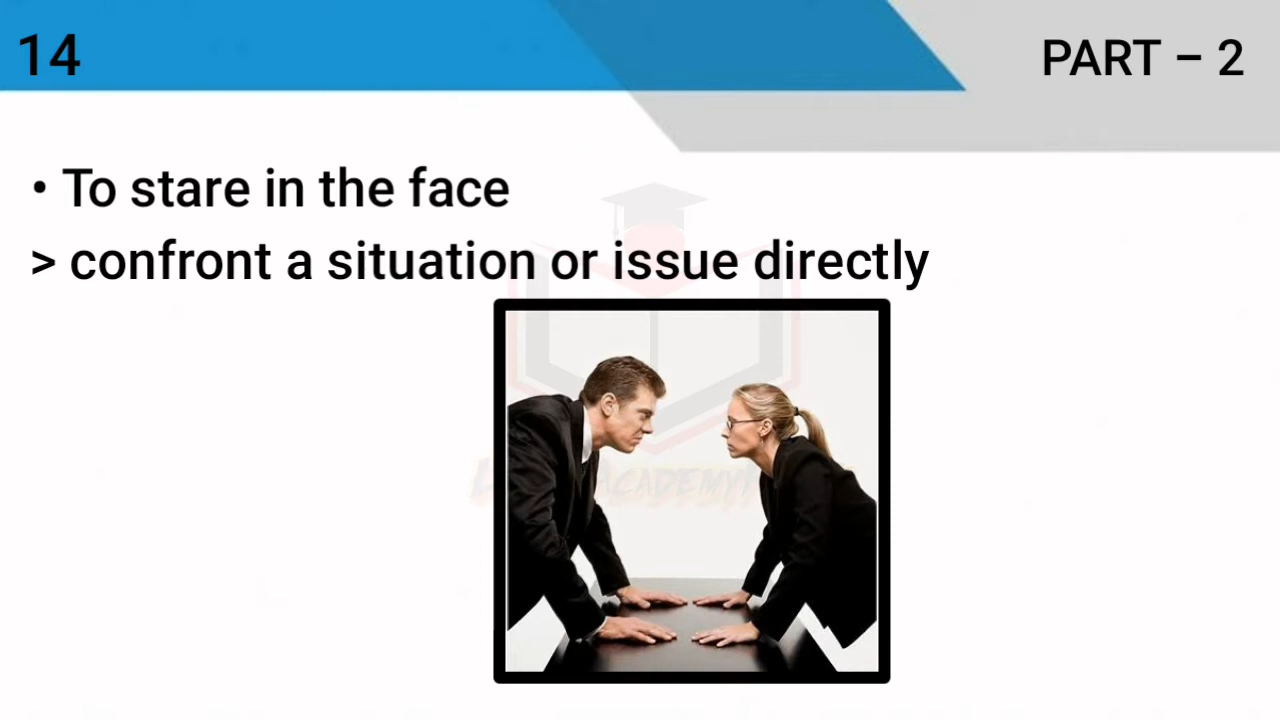 14
PART – 2
• To stare in the face
> confront a situation or issue directly